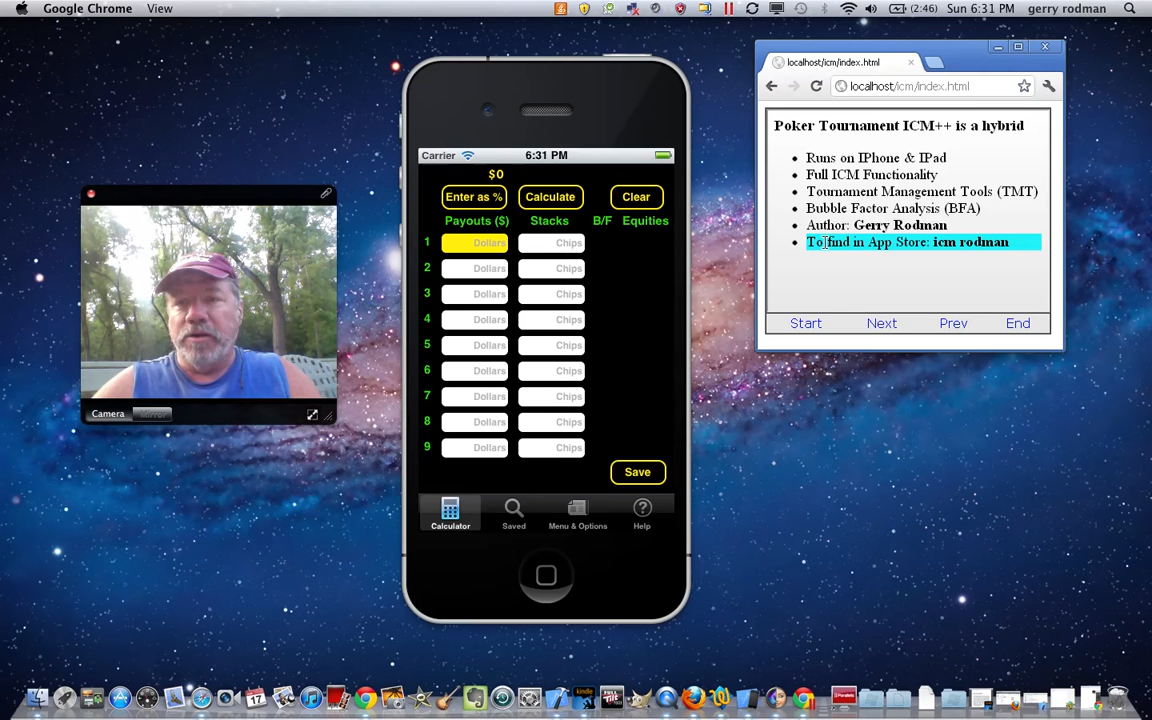 Google Chrome View (2:46) Sun 6:31 PM gerry rodman
localhost/icm/index.html
localhost/icm/index.html
Poker Tournament ICM++ is a hybrid
Runs on IPhone & IPad
Full ICM Functionality
Tournament Management Tools (TMT)
Bubble Factor Analysis (BFA)
Author: Gerry Rodman
To find in App Store: icm rodman
Start Next Prev End
Carrier 6:31 PM
$0
Enter as % Calculate Clear
Payouts ($) Stacks B/F Equities
1 Dollars Chips
2 Dollars Chips
3 Dollars Chips
4 Dollars Chips
5 Dollars Chips
6 Dollars Chips
7 Dollars Chips
8 Dollars Chips
9 Dollars Chips
Save
Calculator Saved Menu & Options Help
Camera Mirror
17
kindle